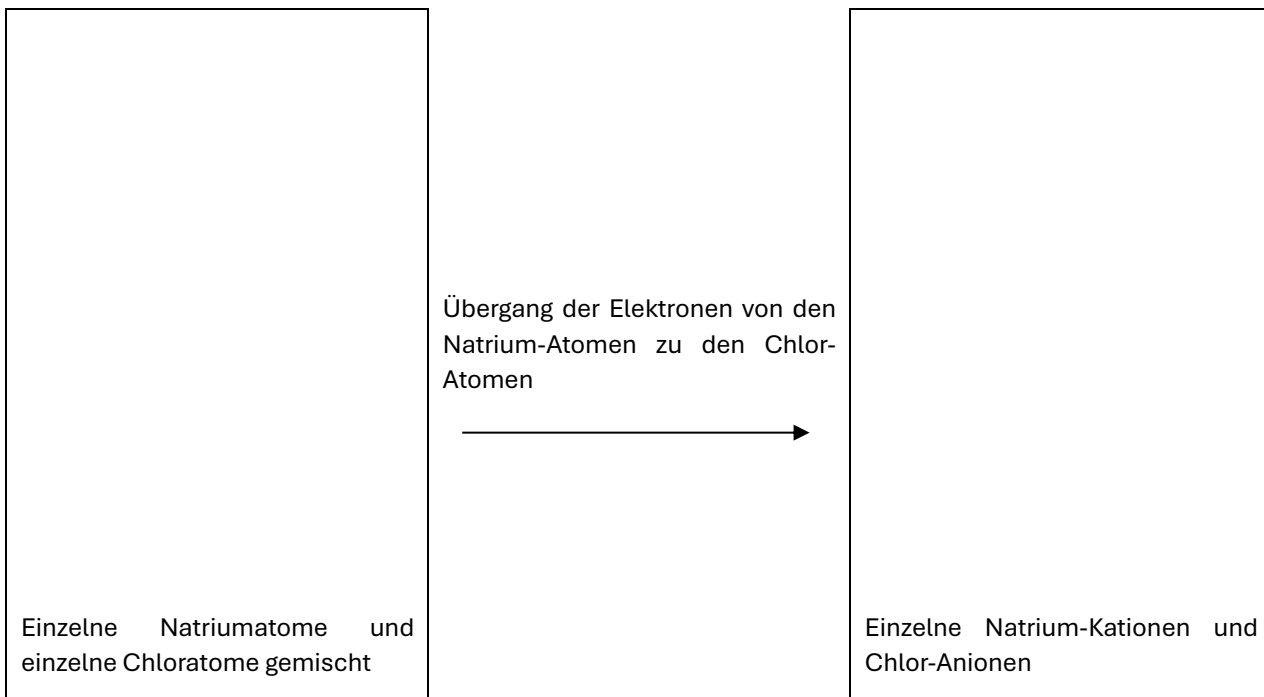 Übergang der Elektronen von den
Natrium-Atomen zu den Chlor-
Atomen
Einzelne Natriumatome und
einzelne Chloratome gemischt
Einzelne Natrium-Kationen und
Chlor-Anionen